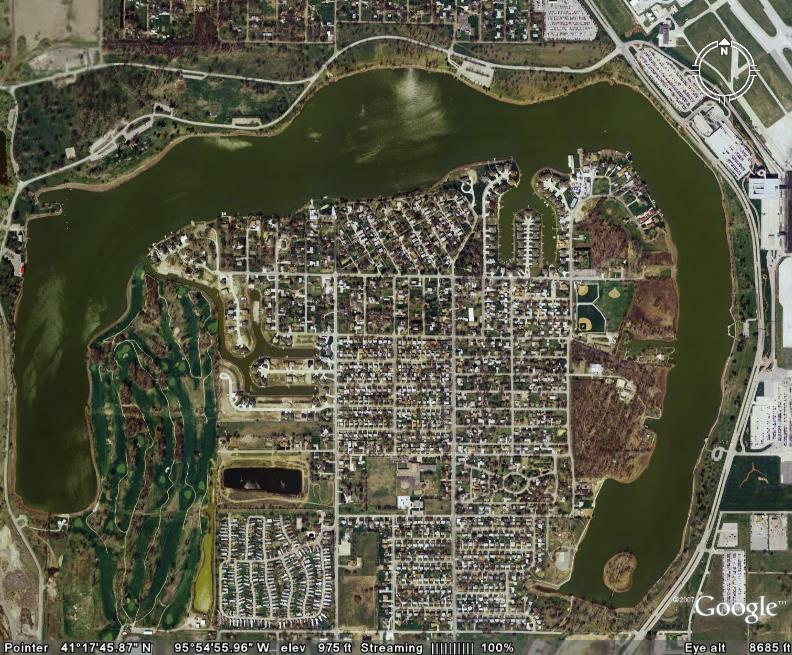 N
© 2007 Google™
Pointer 41°17'45.87" N 95°54'55.96" W elev 975 ft Streaming |||||||||| 100% Eye alt 8685 ft